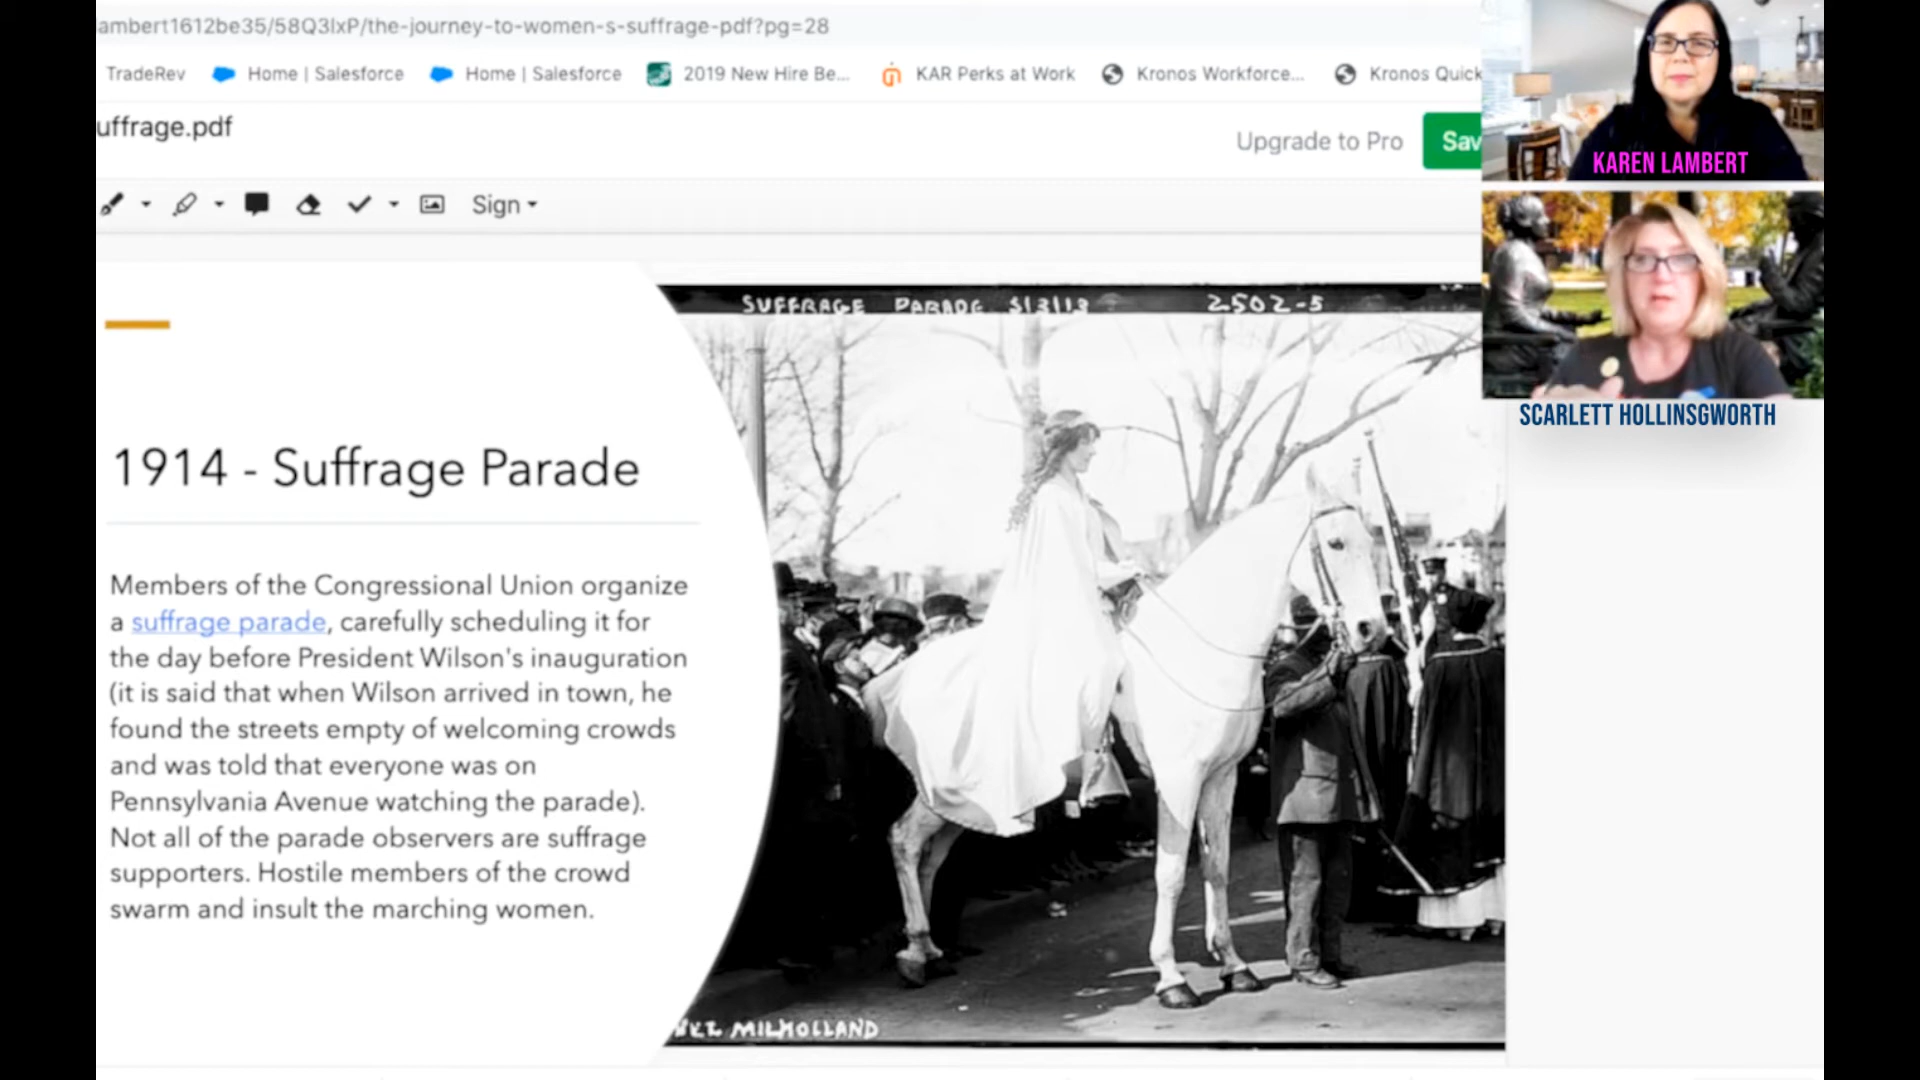 ambert1612be35/58Q3lxP/the-journey-to-women-s-suffrage-pdf?pg=28
TradeRev Home | Salesforce Home | Salesforce 2019 New Hire Be... KAR Perks at Work Kronos Workforce... Kronos Quick
uffrage.pdf
Upgrade to Pro
Sav
Sign
KAREN LAMBERT
SCARLETT HOLLINSGWORTH
SUFFRAGE PARADE 3/3/13 2502-5
1914 - Suffrage Parade
Members of the Congressional Union organize
a suffrage parade, carefully scheduling it for
the day before President Wilson's inauguration
(it is said that when Wilson arrived in town, he
found the streets empty of welcoming crowds
and was told that everyone was on
Pennsylvania Avenue watching the parade).
Not all of the parade observers are suffrage
supporters. Hostile members of the crowd
swarm and insult the marching women.
MILHOLLAND